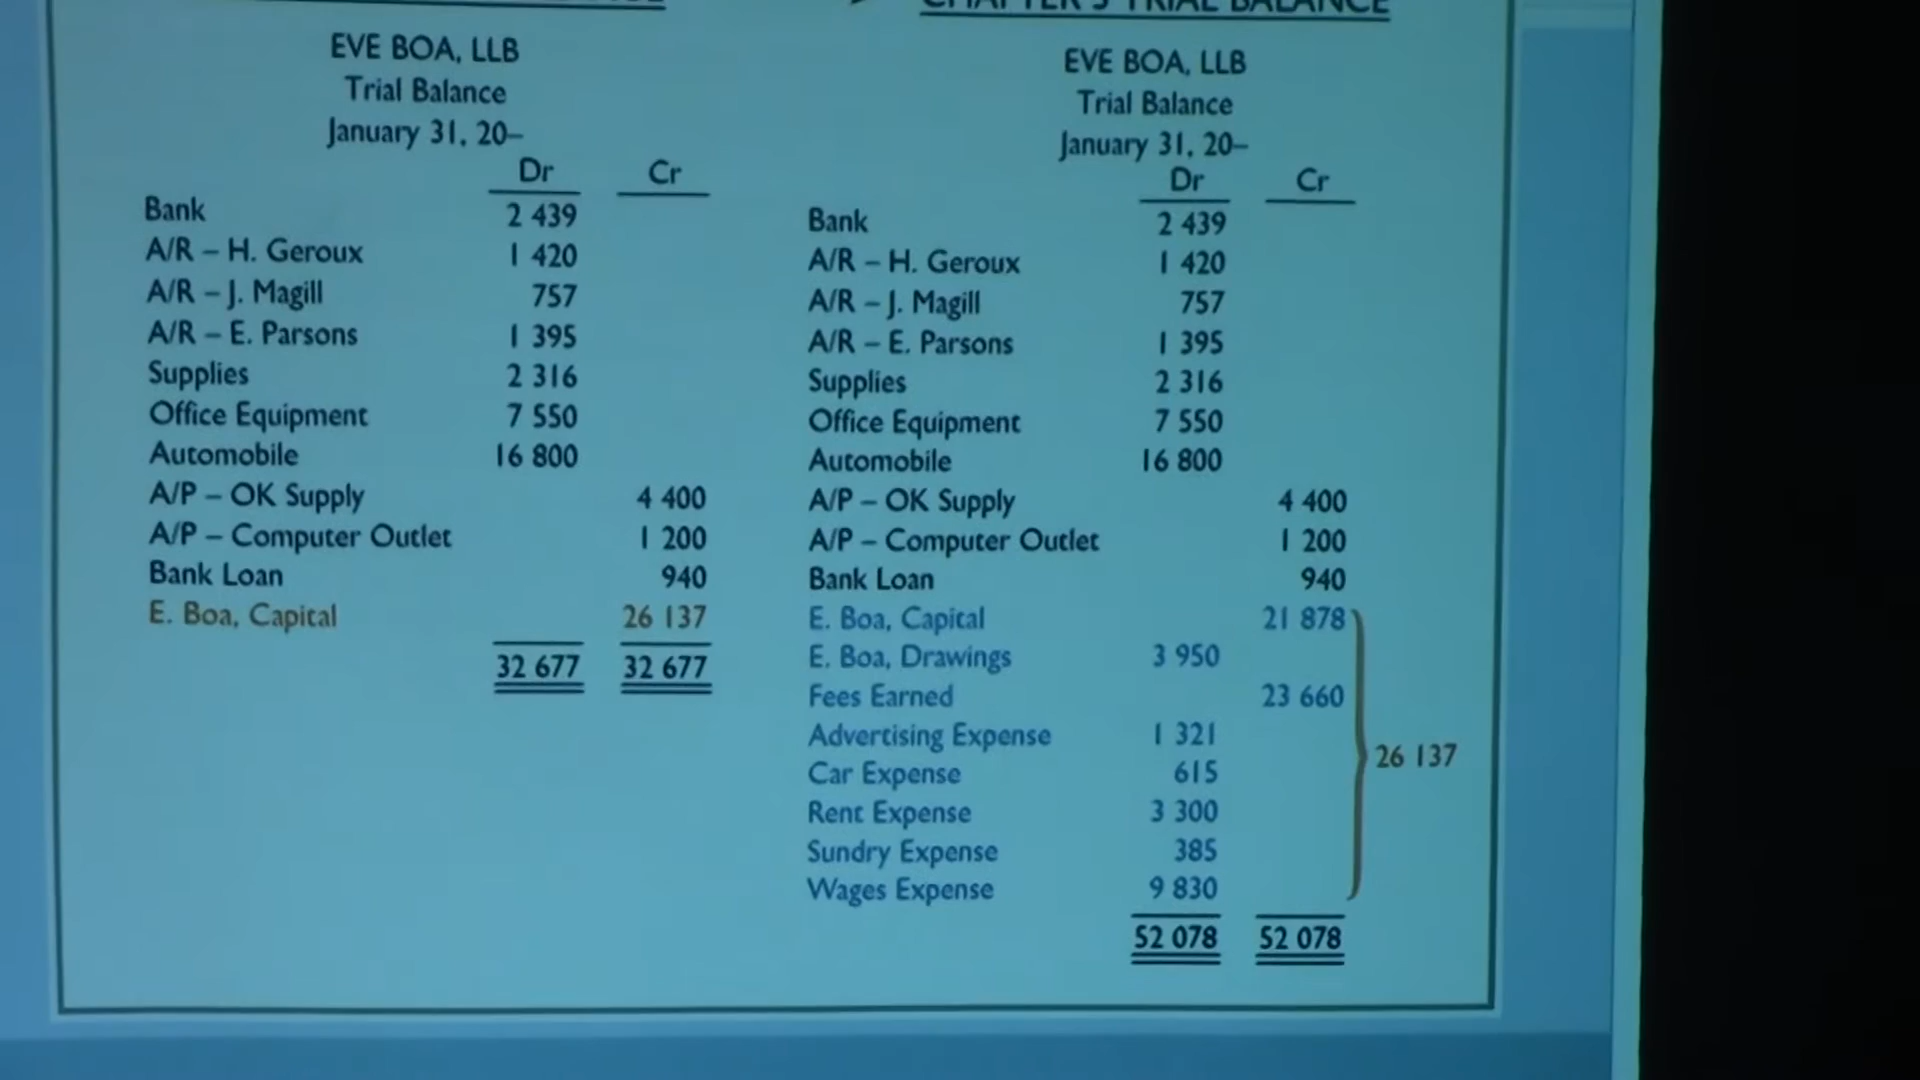 CHAPTER 5 TRIAL BALANCE
EVE BOA, LLB
Trial Balance
January 31, 20–
Dr Cr
Bank 2 439
A/R – H. Geroux 1 420
A/R – J. Magill 757
A/R – E. Parsons 1 395
Supplies 2 316
Office Equipment 7 550
Automobile 16 800
A/P – OK Supply 4 400
A/P – Computer Outlet 1 200
Bank Loan 940
E. Boa, Capital 26 137
32 677 32 677
EVE BOA, LLB
Trial Balance
January 31, 20–
Dr Cr
Bank 2 439
A/R – H. Geroux 1 420
A/R – J. Magill 757
A/R – E. Parsons 1 395
Supplies 2 316
Office Equipment 7 550
Automobile 16 800
A/P – OK Supply 4 400
A/P – Computer Outlet 1 200
Bank Loan 940
E. Boa, Capital 21 878
E. Boa, Drawings 3 950
Fees Earned 23 660
Advertising Expense 1 321
Car Expense 615
Rent Expense 3 300
Sundry Expense 385
Wages Expense 9 830
26 137
52 078 52 078